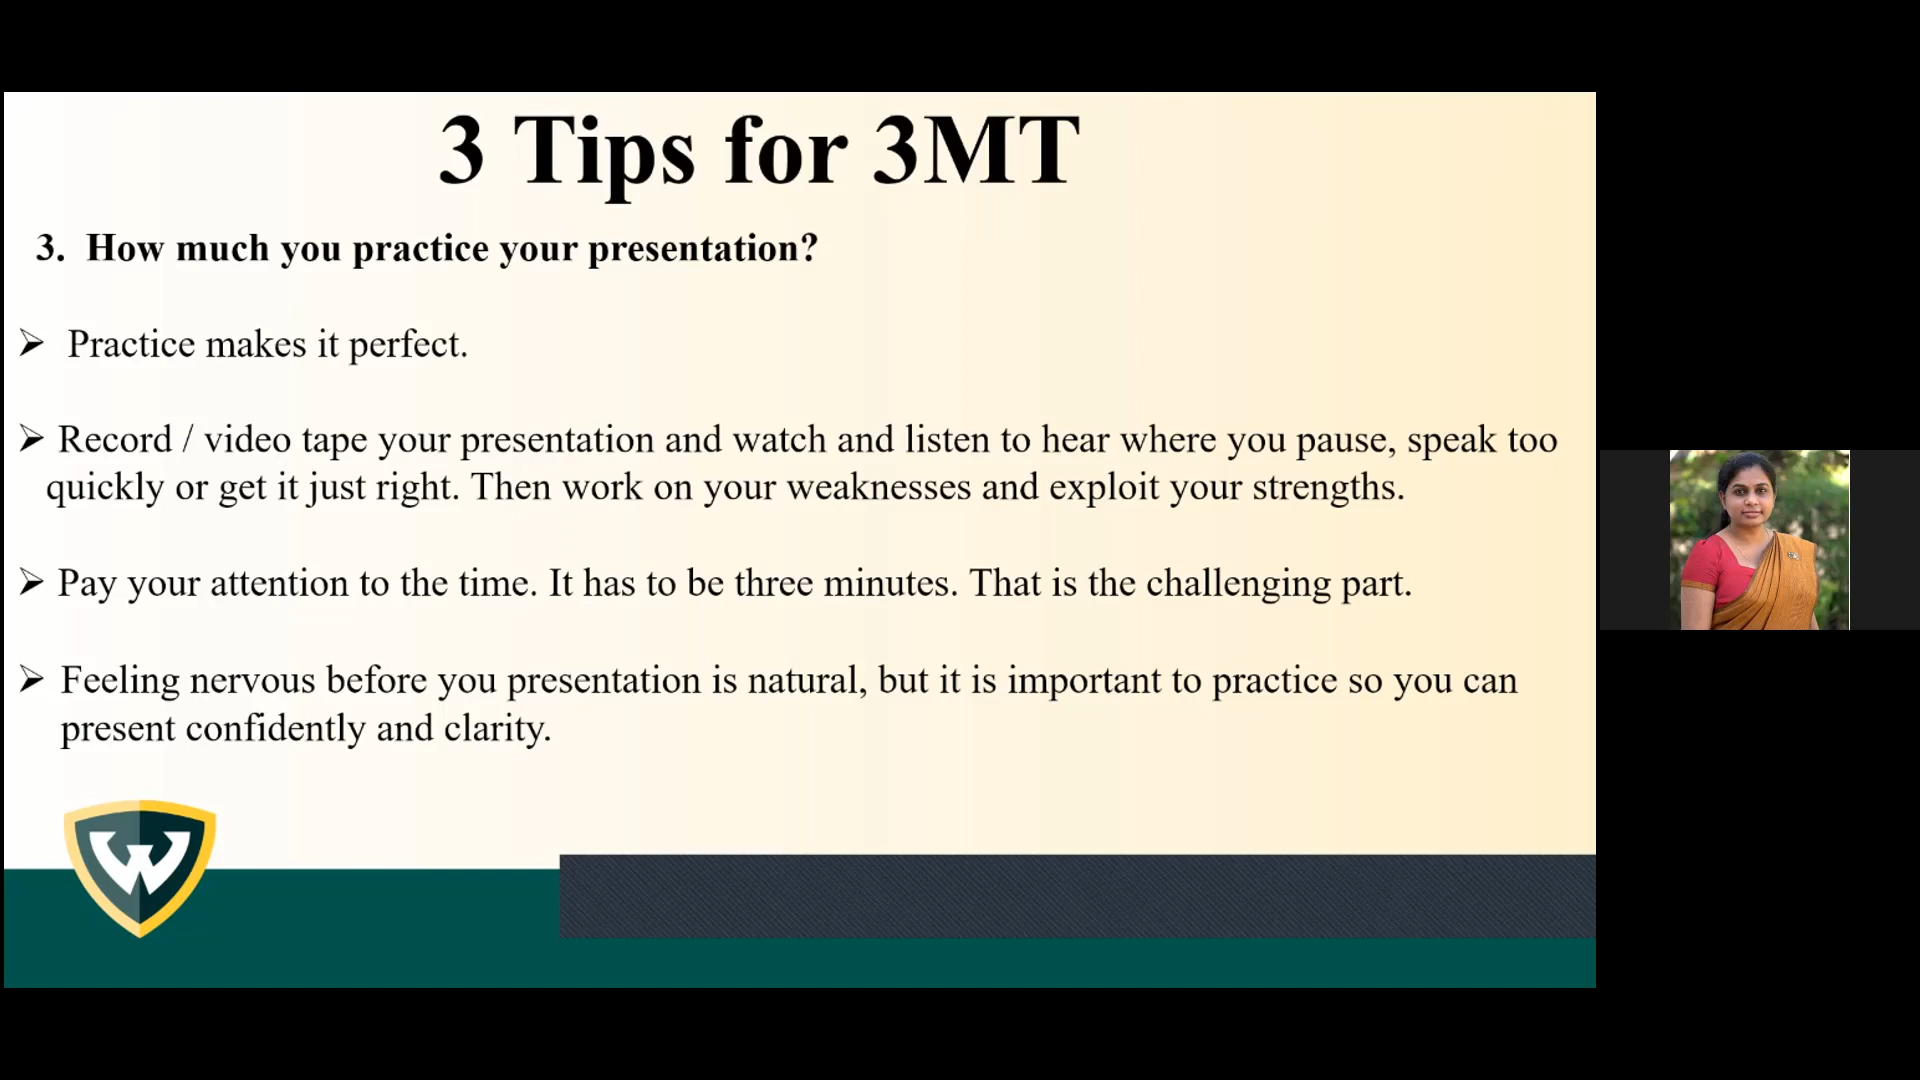 3 Tips for 3MT
3. How much you practice your presentation?
➢ Practice makes it perfect.
➢ Record / video tape your presentation and watch and listen to hear where you pause, speak too
quickly or get it just right. Then work on your weaknesses and exploit your strengths.
➢ Pay your attention to the time. It has to be three minutes. That is the challenging part.
➢ Feeling nervous before you presentation is natural, but it is important to practice so you can
present confidently and clarity.
W